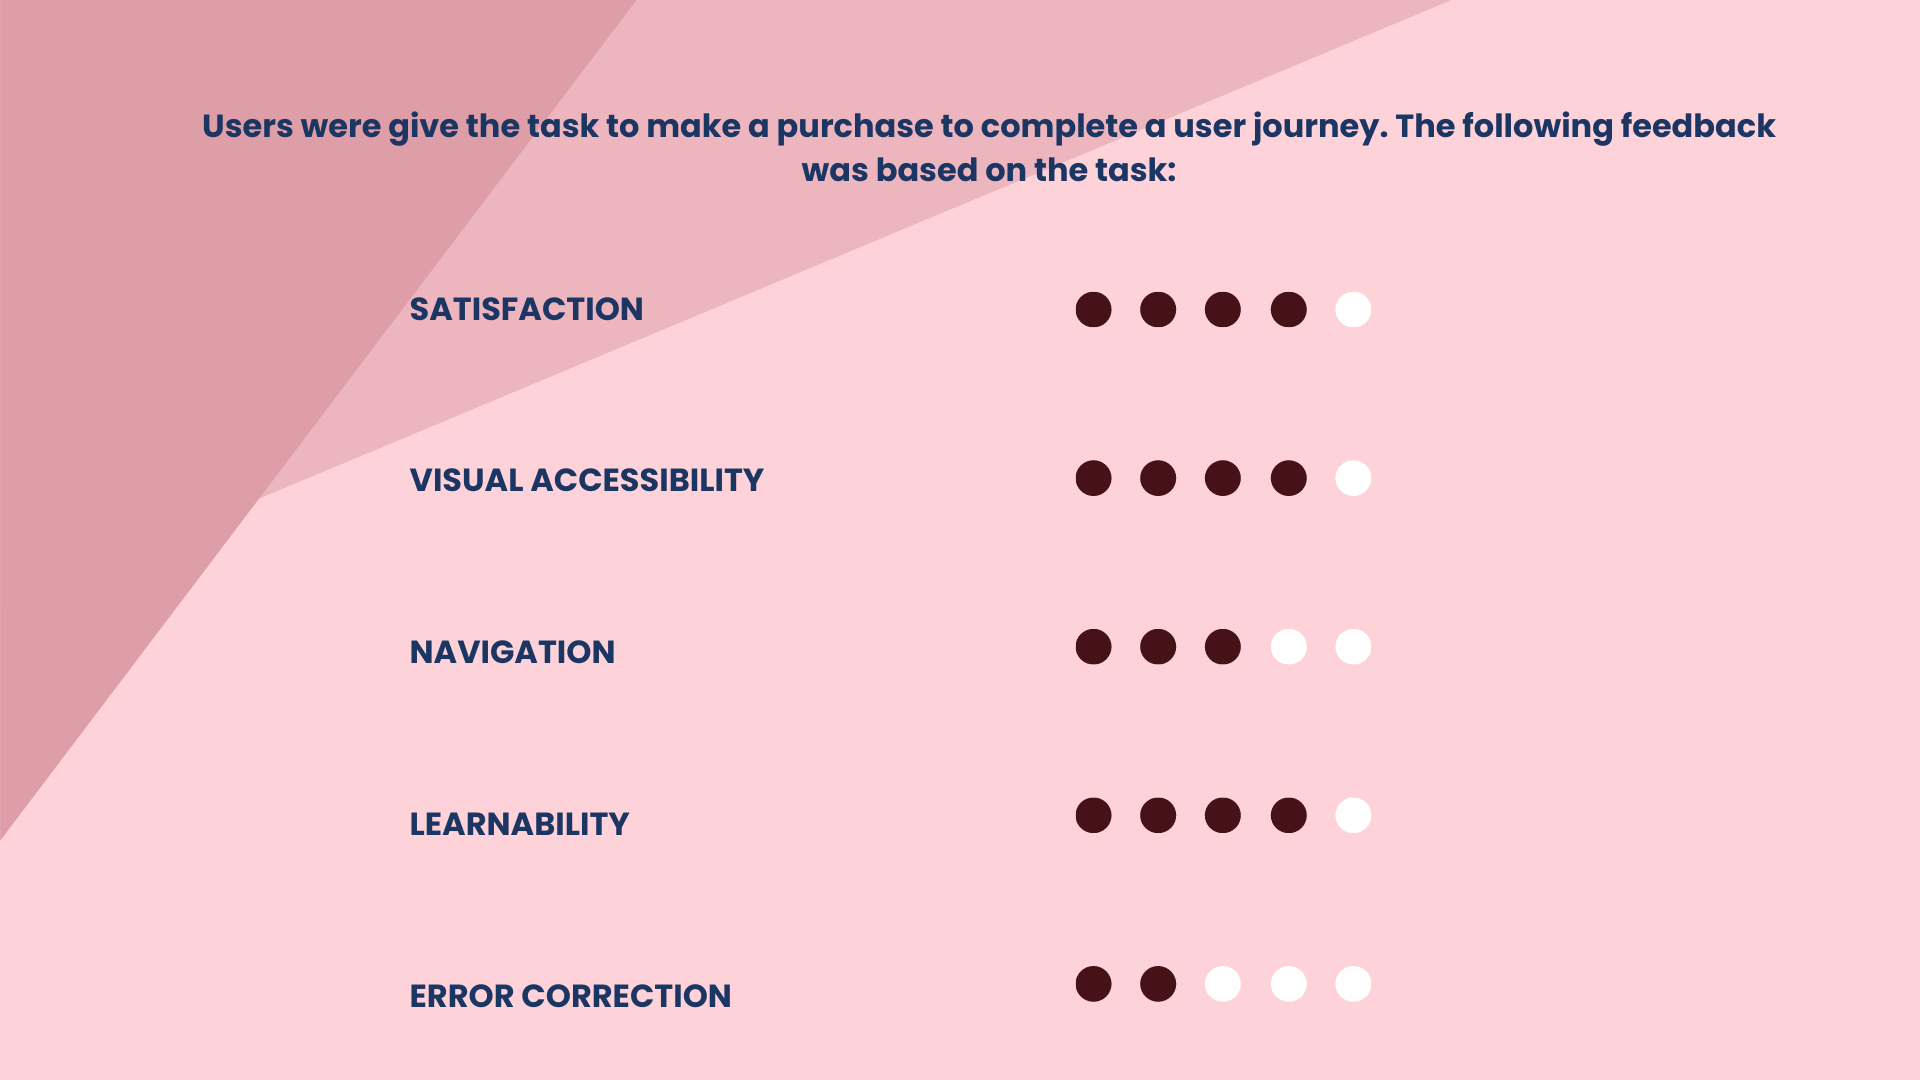 Users were give the task to make a purchase to complete a user journey. The following feedback
was based on the task:
SATISFACTION
VISUAL ACCESSIBILITY
NAVIGATION
LEARNABILITY
ERROR CORRECTION